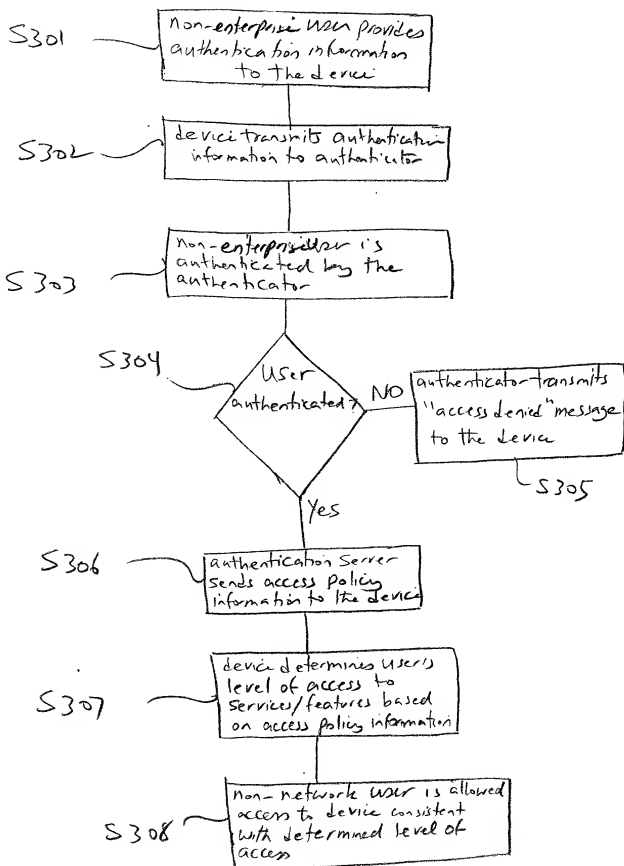 S301
non-enterprise user provides
authentication information
to the device
S302
device transmits authentication
information to authenticator
S303
non-enterprise user is
authenticated by the
authenticator
S304
User
authenticated?
NO
authenticator transmits
"access denied" message
to the device
S305
Yes
S306
authentication server
sends access policy
information to the device
S307
device determines user's
level of access to
services/features based
on access policy information
S308
non-network user is allowed
access to device consistent
with determined level of
access